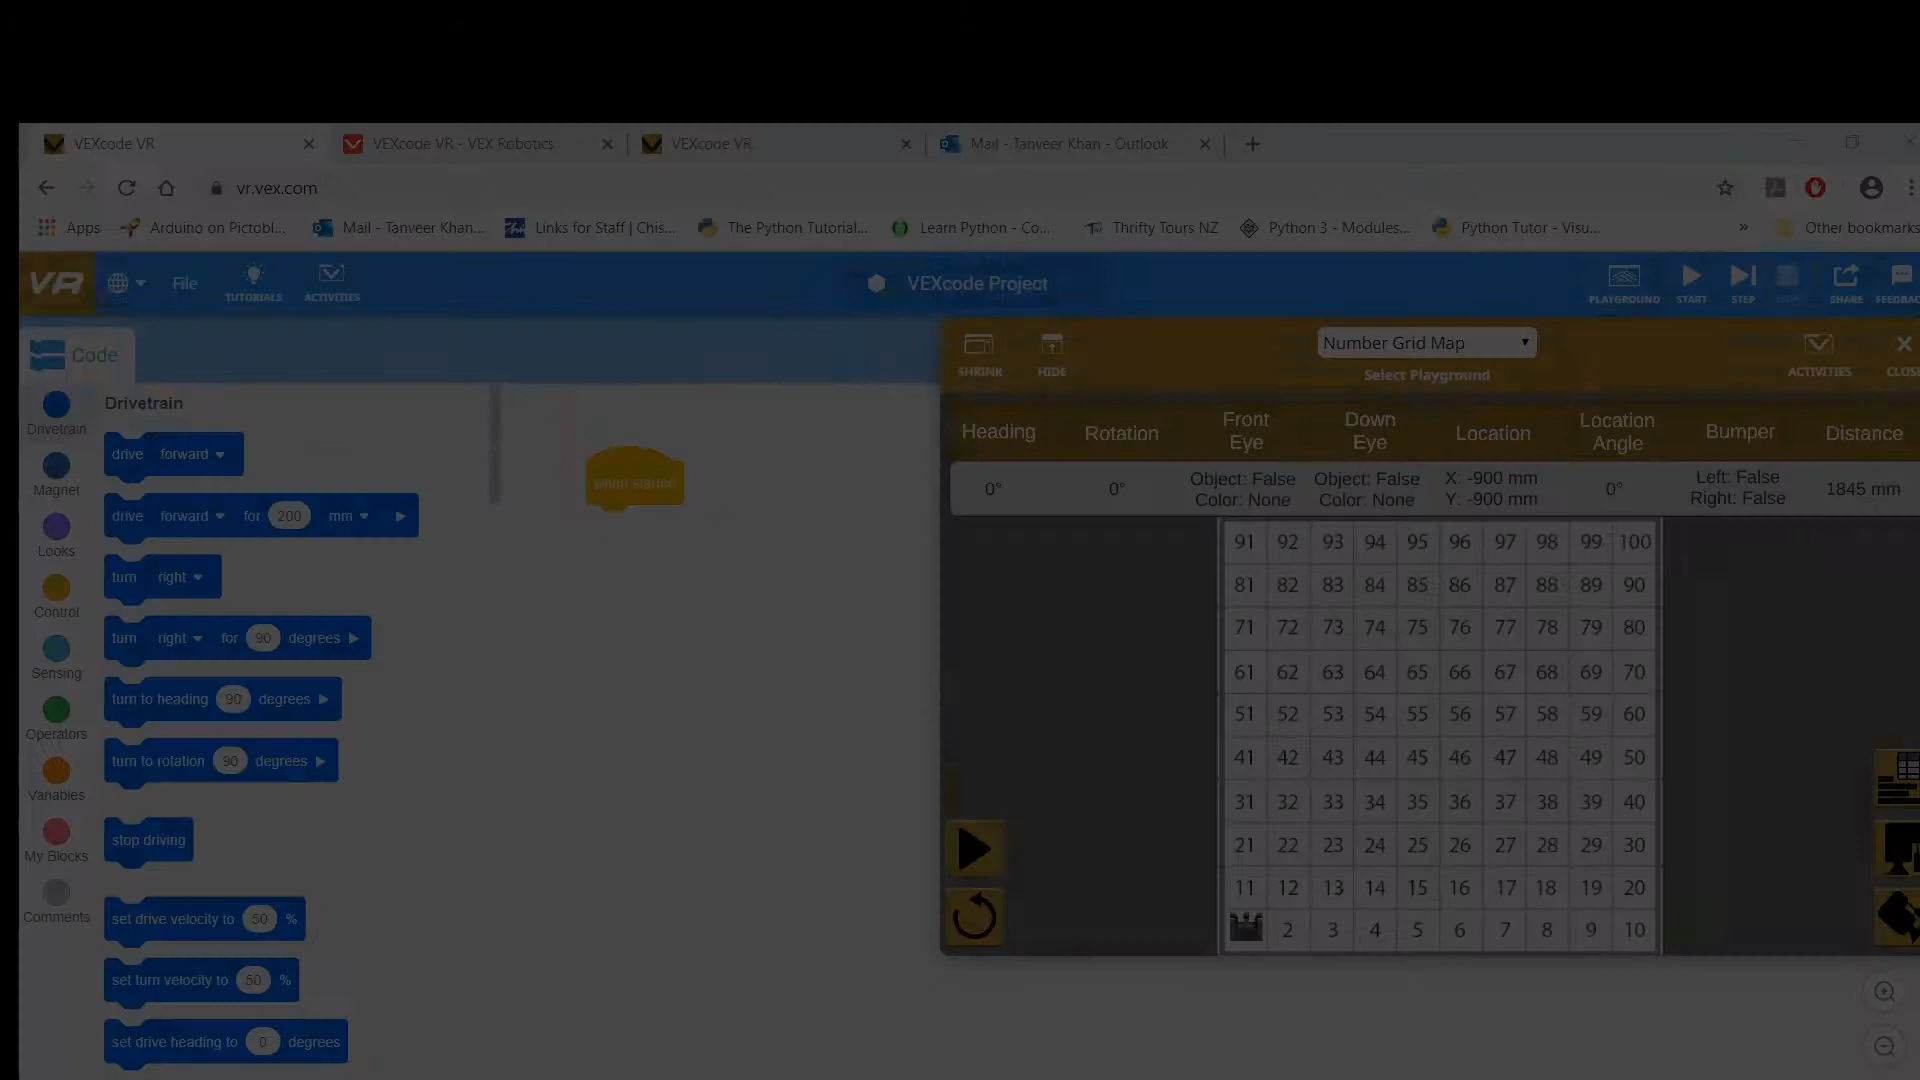 VEXcode VR
VEXcode VR - VEX Robotics
VEXcode VR
Mail - Tanveer Khan - Outlook
vr.vex.com
Apps
Arduino on Pictobl...
Mail - Tanveer Khan...
Links for Staff | Chis...
The Python Tutorial...
Learn Python - Co...
Thrifty Tours NZ
Python 3 - Modules,...
Python Tutor - Visu...
»
Other bookmarks
VR
File
TUTORIALS
ACTIVITIES
VEXcode Project
PLAYGROUND
START
STEP
SHARE
FEEDBAC
Code
Drivetrain
Magnet
Looks
Control
Sensing
Operators
Variables
My Blocks
Comments
Drivetrain
drive forward
drive forward for 200 mm
turn right
turn right for 90 degrees
turn to heading 90 degrees
turn to rotation 90 degrees
stop driving
set drive velocity to 50 %
set turn velocity to 50 %
set drive heading to 0 degrees
when started
SHRINK
HIDE
Number Grid Map
Select Playground
ACTIVITIES
CLOSE
Heading Rotation Front Eye Down Eye Location Location Angle Bumper Distance
0° 0° Object: False Color: None Object: False Color: None X: -900 mm Y: -900 mm 0° Left: False Right: False 1845 mm
91 92 93 94 95 96 97 98 99 100
81 82 83 84 85 86 87 88 89 90
71 72 73 74 75 76 77 78 79 80
61 62 63 64 65 66 67 68 69 70
51 52 53 54 55 56 57 58 59 60
41 42 43 44 45 46 47 48 49 50
31 32 33 34 35 36 37 38 39 40
21 22 23 24 25 26 27 28 29 30
11 12 13 14 15 16 17 18 19 20
2 3 4 5 6 7 8 9 10